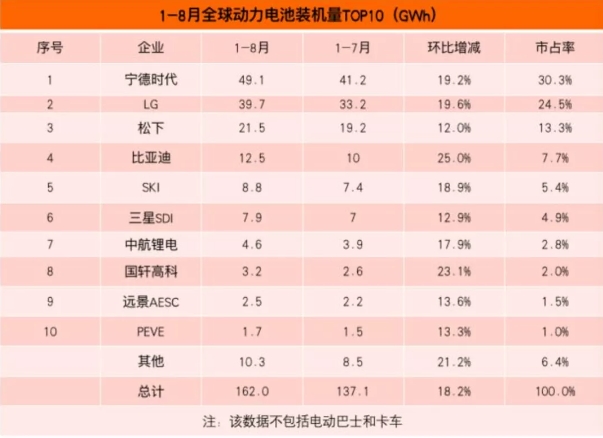 1-8月全球动力电池装机量TOP10（GWh）
序号 企业 1-8月 1-7月 环比增减 市占率
1 宁德时代 49.1 41.2 19.2% 30.3%
2 LG 39.7 33.2 19.6% 24.5%
3 松下 21.5 19.2 12.0% 13.3%
4 比亚迪 12.5 10 25.0% 7.7%
5 SKI 8.8 7.4 18.9% 5.4%
6 三星SDI 7.9 7 12.9% 4.9%
7 中航锂电 4.6 3.9 17.9% 2.8%
8 国轩高科 3.2 2.6 23.1% 2.0%
9 远景AESC 2.5 2.2 13.6% 1.5%
10 PEVE 1.7 1.5 13.3% 1.0%
其他 10.3 8.5 21.2% 6.4%
总计 162.0 137.1 18.2% 100.0%
注：该数据不包括电动巴士和卡车